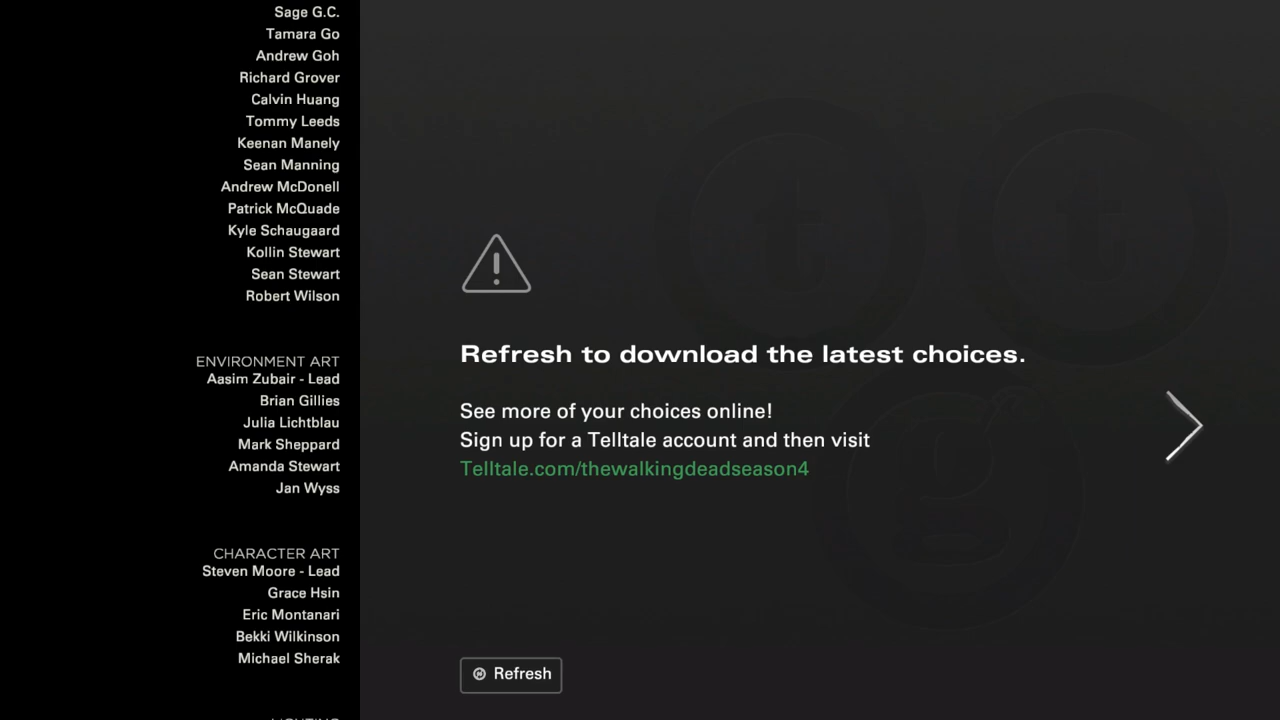 Sage G.C.
Tamara Go
Andrew Goh
Richard Grover
Calvin Huang
Tommy Leeds
Keenan Manely
Sean Manning
Andrew McDonell
Patrick McQuade
Kyle Schaugaard
Kollin Stewart
Sean Stewart
Robert Wilson
ENVIRONMENT ART
Aasim Zubair - Lead
Brian Gillies
Julia Lichtblau
Mark Sheppard
Amanda Stewart
Jan Wyss
CHARACTER ART
Steven Moore - Lead
Grace Hsin
Eric Montanari
Bekki Wilkinson
Michael Sherak
LIGHTING
Refresh to download the latest choices.
See more of your choices online!
Sign up for a Telltale account and then visit
Telltale.com/thewalkingdeadseason4
Refresh
t t
g